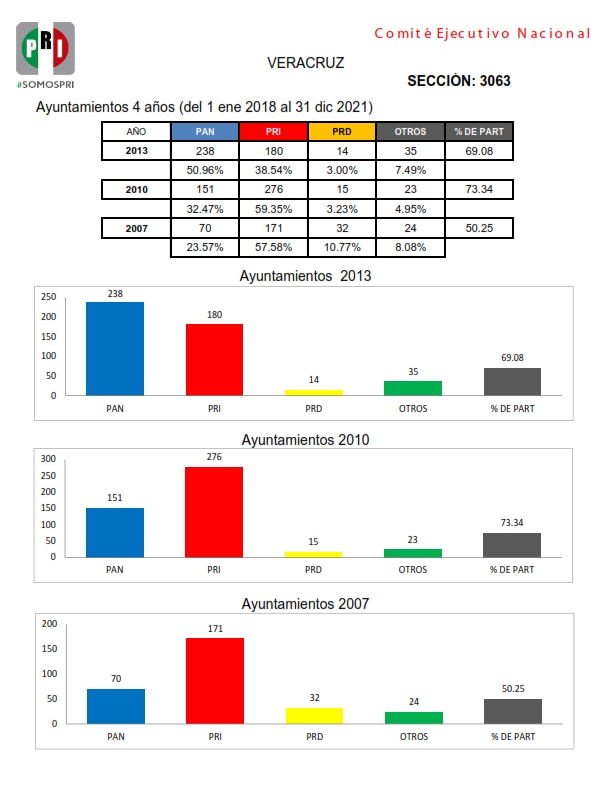 Comité Ejecutivo Nacional
PRI
#SOMOSPRI
VERACRUZ
SECCIÓN: 3063
Ayuntamientos 4 años (del 1 ene 2018 al 31 dic 2021)
AÑO PAN PRI PRD OTROS % DE PART
2013 238 180 14 35 69.08
50.96% 38.54% 3.00% 7.49%
2010 151 276 15 23 73.34
32.47% 59.35% 3.23% 4.95%
2007 70 171 32 24 50.25
23.57% 57.58% 10.77% 8.08%
Ayuntamientos 2013
250
200
150
100
50
0
238
180
14
35
69.08
PAN PRI PRD OTROS % DE PART
Ayuntamientos 2010
300
250
200
150
100
50
0
151
276
15
23
73.34
PAN PRI PRD OTROS % DE PART
Ayuntamientos 2007
200
150
100
50
0
70
171
32
24
50.25
PAN PRI PRD OTROS % DE PART